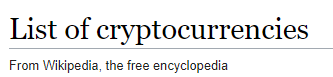 List of cryptocurrencies
From Wikipedia, the free encyclopedia